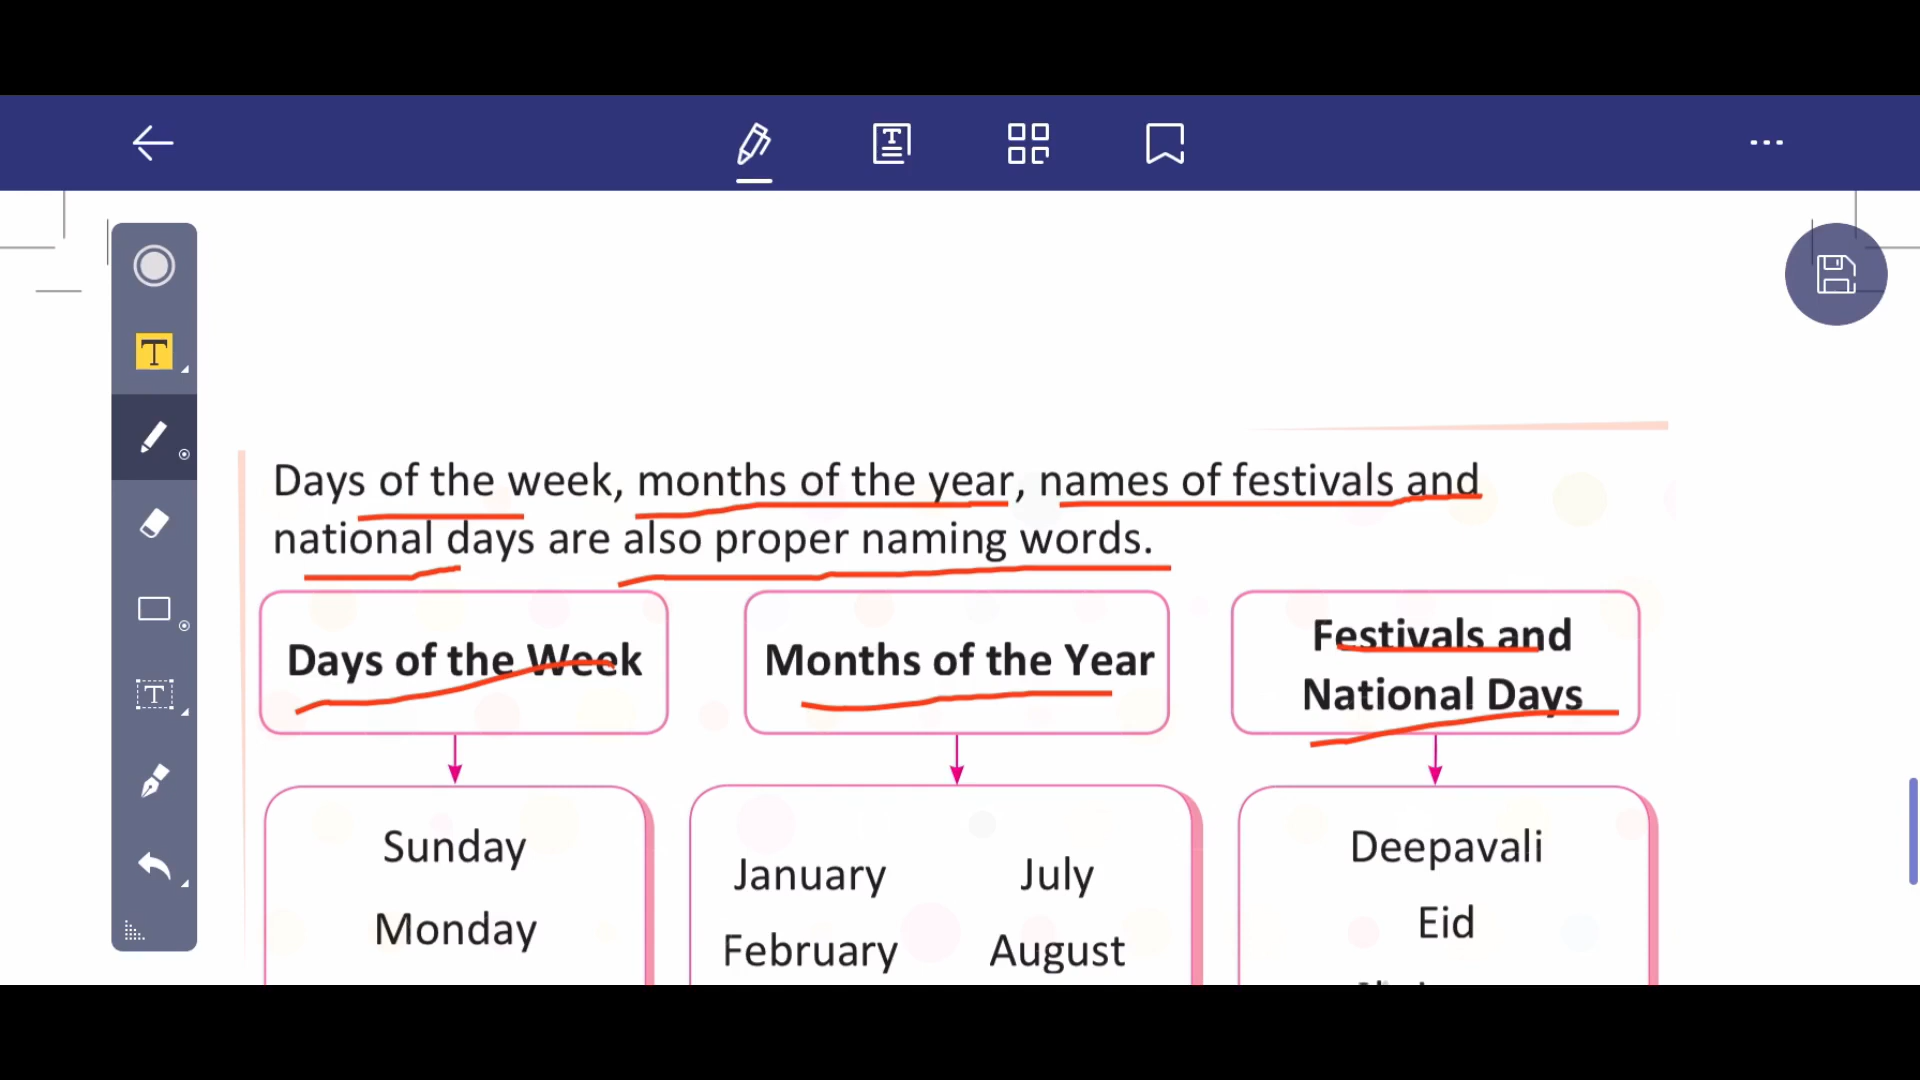 Days of the week, months of the year, names of festivals and
national days are also proper naming words.
Days of the Week
Months of the Year
Festivals and
National Days
Sunday
Monday
January
July
February
August
Deepavali
Eid